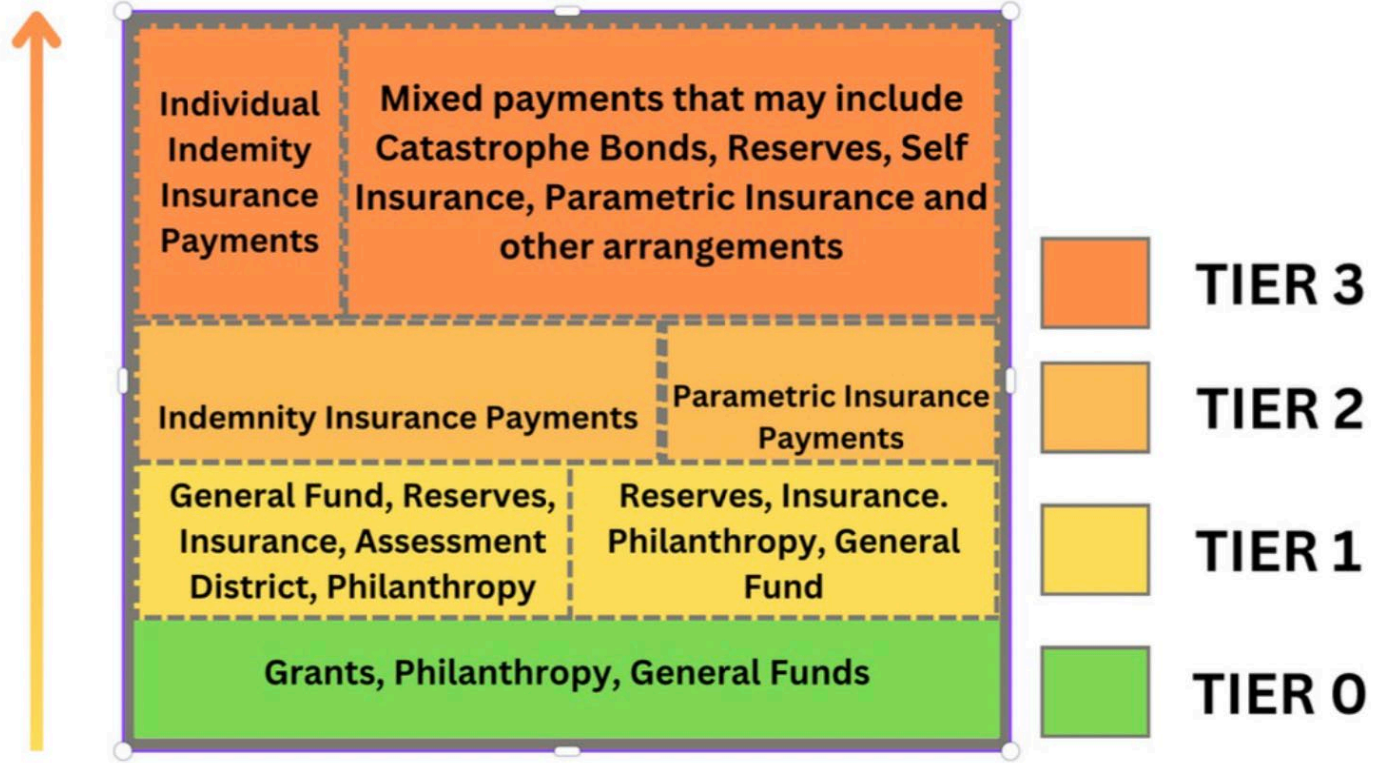 Individual
Indemity
Insurance
Payments
Mixed payments that may include
Catastrophe Bonds, Reserves, Self
Insurance, Parametric Insurance and
other arrangements
Indemnity Insurance Payments
Parametric Insurance
Payments
General Fund, Reserves,
Insurance, Assessment
District, Philanthropy
Reserves, Insurance.
Philanthropy, General
Fund
Grants, Philanthropy, General Funds
TIER 3
TIER 2
TIER 1
TIER 0